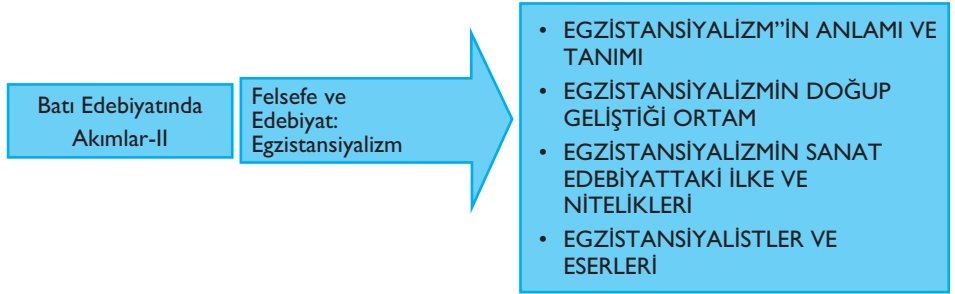 Batı Edebiyatında
Akımlar-II
Felsefe ve
Edebiyat:
Egzistansiyalizm
• EGZİSTANSİYALİZM”İN ANLAMI VE
TANIMI
• EGZİSTANSİYALİZMİN DOĞUP
GELİŞTİĞİ ORTAM
• EGZİSTANSİYALİZMİN SANAT
EDEBİYATTAKİ İLKE VE
NİTELİKLERİ
• EGZİSTANSİYALİSTLER VE
ESERLERİ